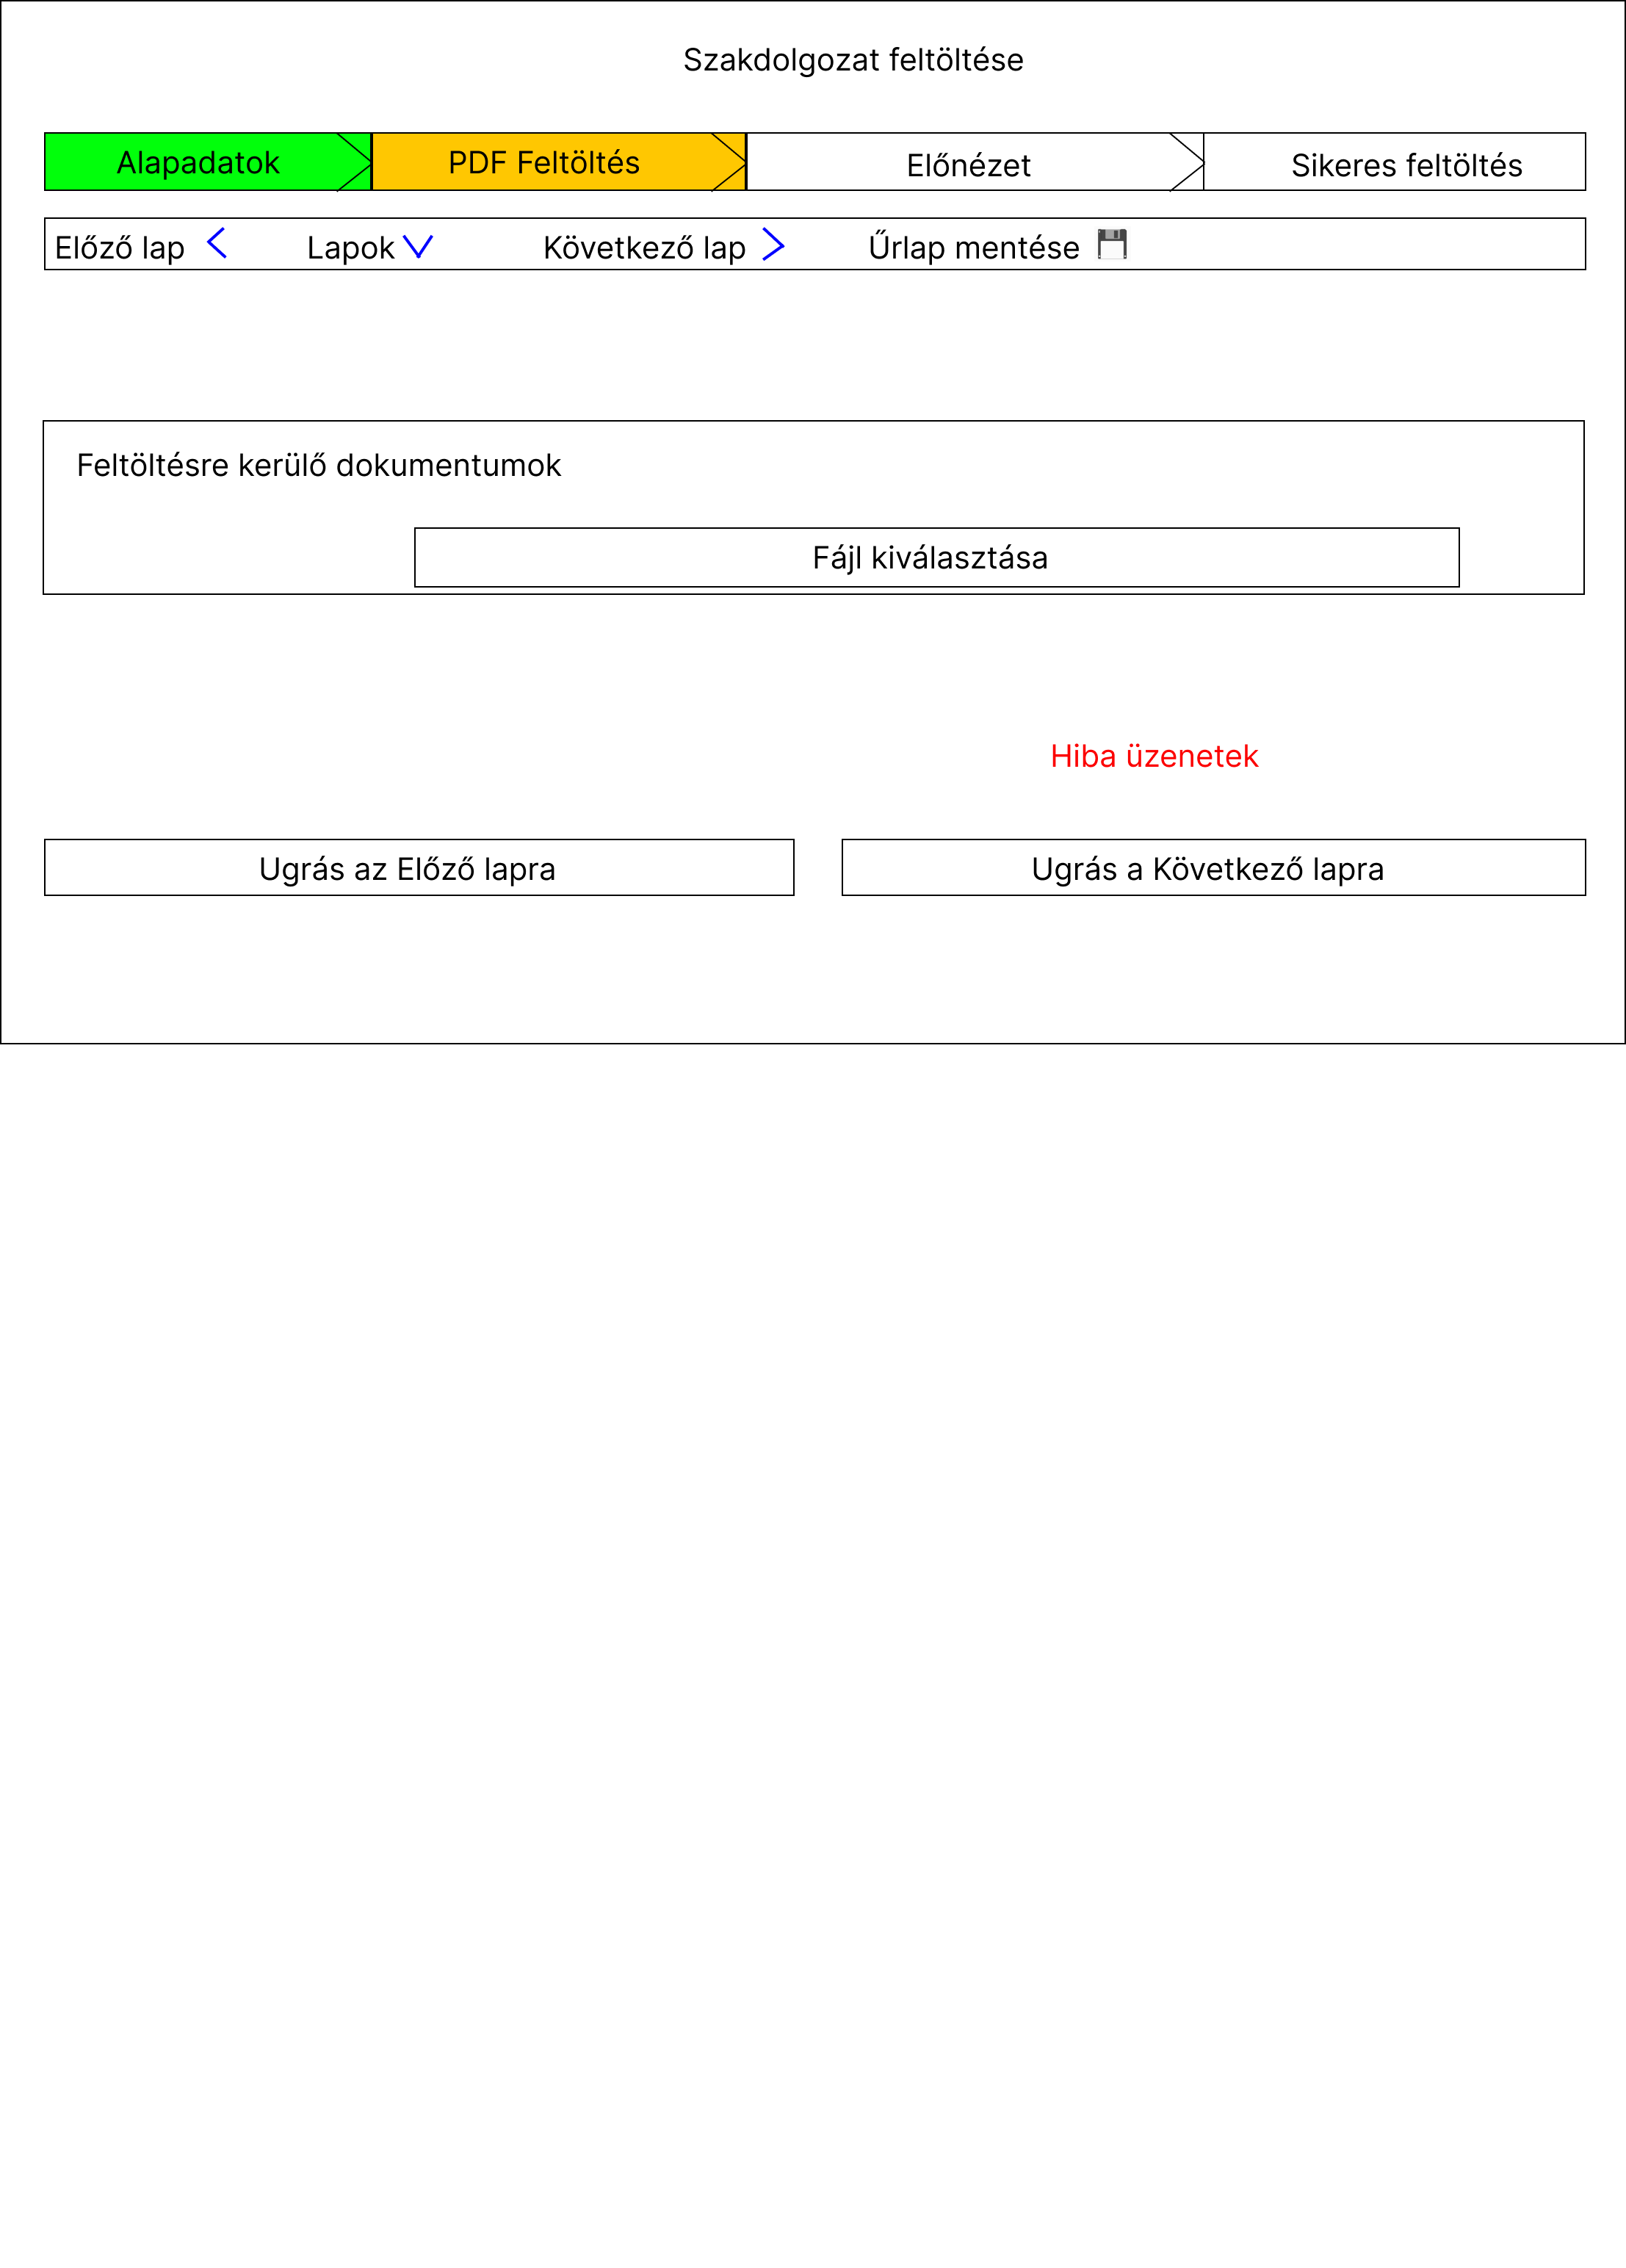 Szakdolgozat feltöltése
Alapadatok PDF Feltöltés Előnézet Sikeres feltöltés
Előző lap Lapok Következő lap Űrlap mentése
Feltöltésre kerülő dokumentumok
Fájl kiválasztása
Hiba üzenetek
Ugrás az Előző lapra Ugrás a Következő lapra